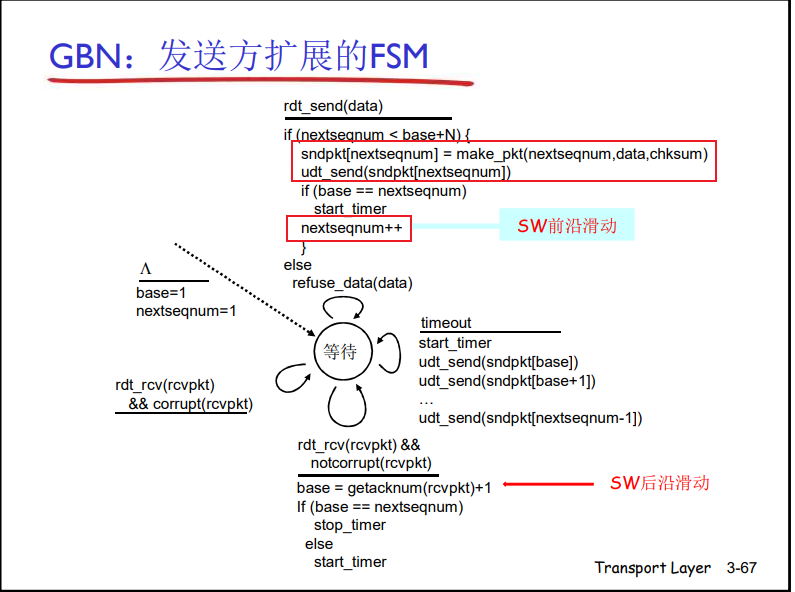 GBN：发送方扩展的FSM
rdt_send(data)
if (nextseqnum < base+N) {
sndpkt[nextseqnum] = make_pkt(nextseqnum,data,chksum)
udt_send(sndpkt[nextseqnum])
if (base == nextseqnum)
start_timer
nextseqnum++
SW前沿滑动
}
else
refuse_data(data)
Λ
base=1
nextseqnum=1
等待
timeout
start_timer
udt_send(sndpkt[base])
udt_send(sndpkt[base+1])
…
udt_send(sndpkt[nextseqnum-1])
rdt_rcv(rcvpkt)
&& corrupt(rcvpkt)
rdt_rcv(rcvpkt) &&
notcorrupt(rcvpkt)
base = getacknum(rcvpkt)+1
SW后沿滑动
If (base == nextseqnum)
stop_timer
else
start_timer
Transport Layer 3-67